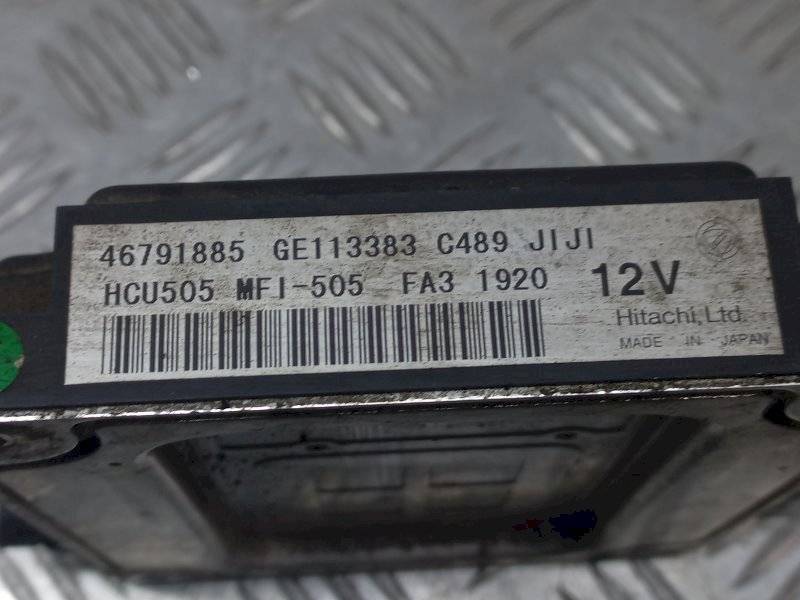 46791885 GE113383 C489 JIJI
HCU505 MFI-505 FA3 1920 12V
Hitachi, Ltd.
MADE IN JAPAN